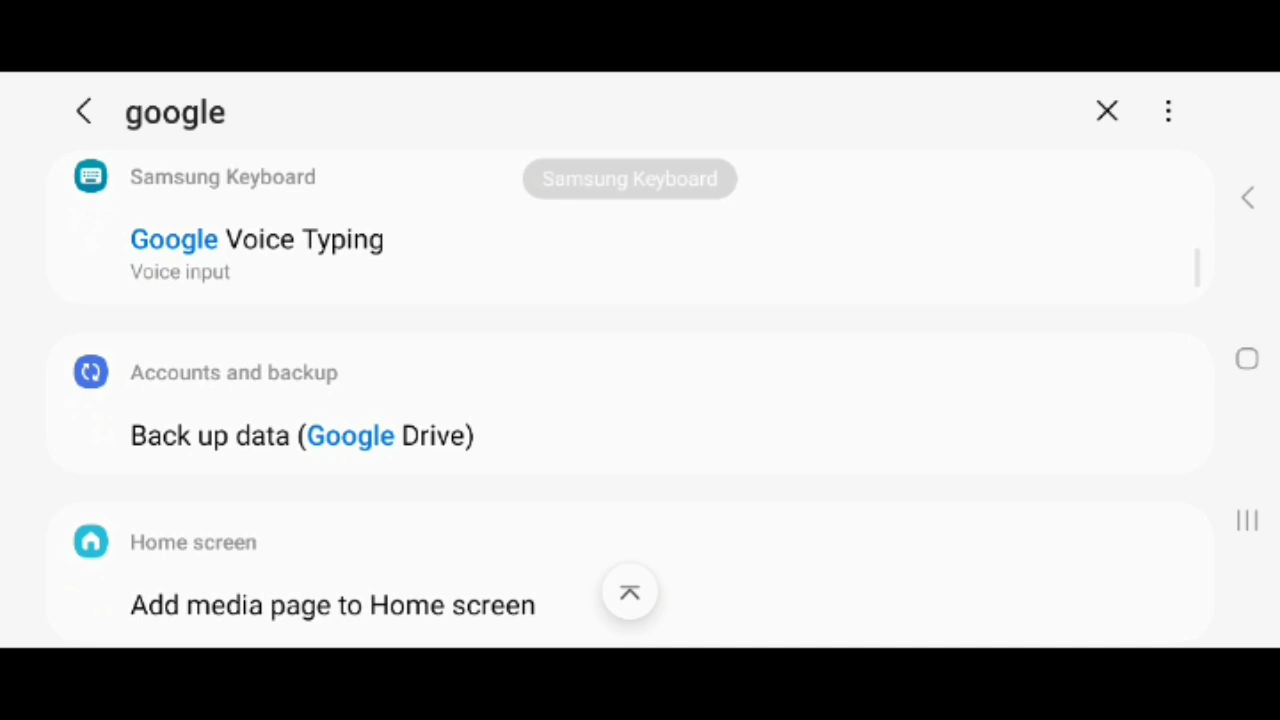 google
Samsung Keyboard
Samsung Keyboard
Google Voice Typing
Voice input
Accounts and backup
Back up data (Google Drive)
Home screen
Add media page to Home screen